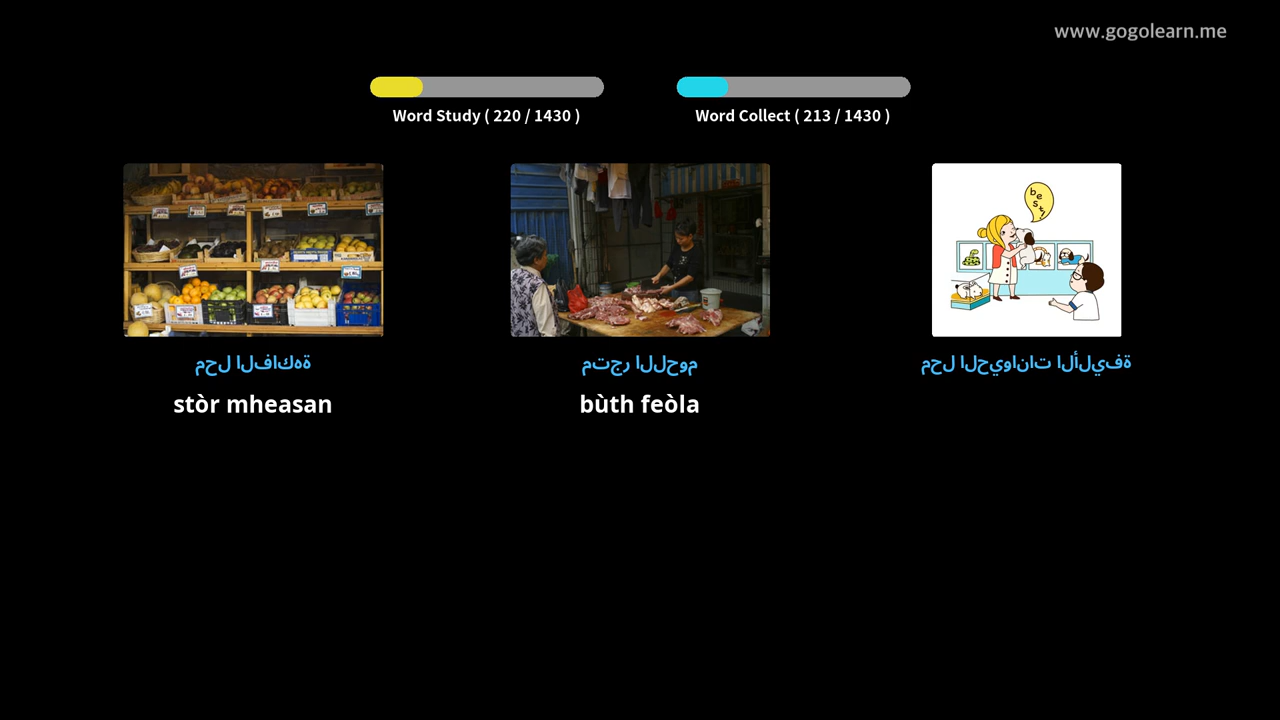 www.gogolearn.me
Word Study ( 220 / 1430 )
Word Collect ( 213 / 1430 )
best
محل الفاكهة
متجر اللحوم
محل الحيوانات الأليفة
stòr mheasan
bùth feòla